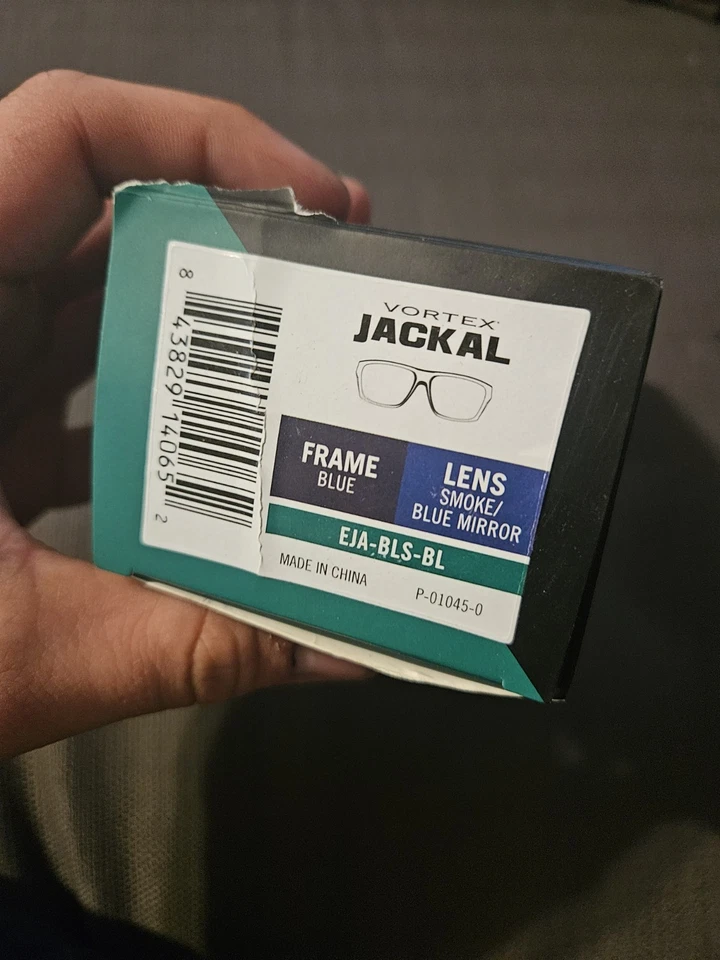 VORTEX
JACKAL
FRAME
BLUE
LENS
SMOKE/
BLUE MIRROR
EJA-BLS-BL
MADE IN CHINA
P-01045-0
8 43829 14065 2